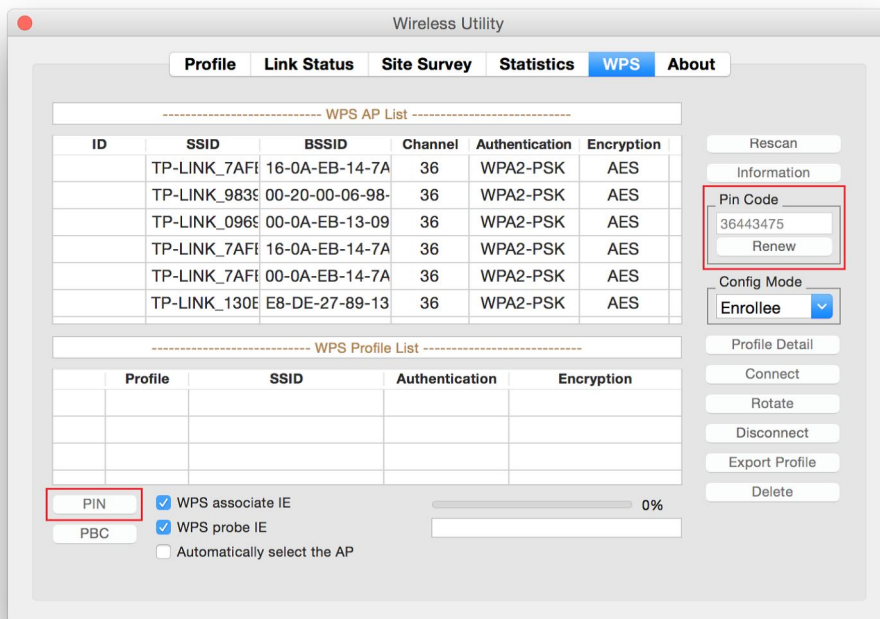 Wireless Utility
Profile Link Status Site Survey Statistics WPS About
---------------------------- WPS AP List ----------------------------
ID SSID BSSID Channel Authentication Encryption
TP-LINK_7AFE 16-0A-EB-14-7A 36 WPA2-PSK AES
TP-LINK_9839 00-20-00-06-98- 36 WPA2-PSK AES
TP-LINK_0969 00-0A-EB-13-09 36 WPA2-PSK AES
TP-LINK_7AFE 16-0A-EB-14-7A 36 WPA2-PSK AES
TP-LINK_7AFE 00-0A-EB-14-7A 36 WPA2-PSK AES
TP-LINK_130E E8-DE-27-89-13 36 WPA2-PSK AES
Rescan
Information
Pin Code
36443475
Renew
Config Mode
Enrollee
---------------------------- WPS Profile List ----------------------------
Profile SSID Authentication Encryption
Profile Detail
Connect
Rotate
Disconnect
Export Profile
Delete
PIN
PBC
WPS associate IE
WPS probe IE
Automatically select the AP
0%